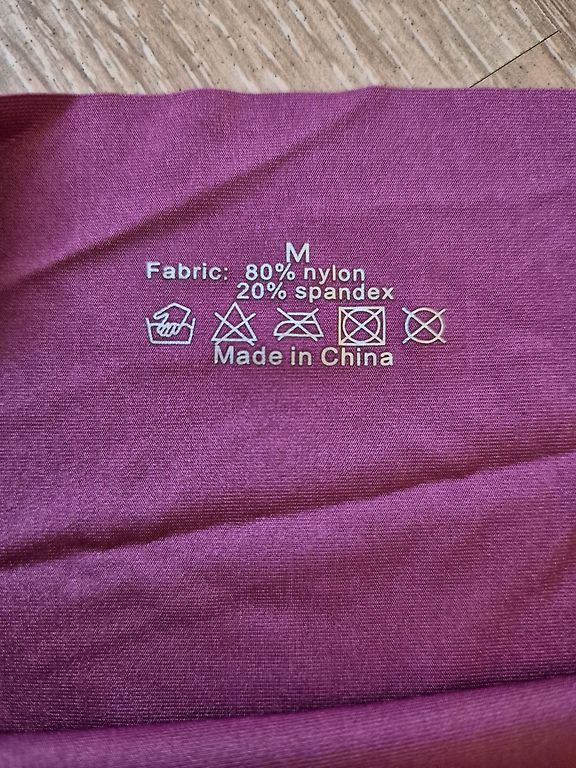 M
Fabric: 80% nylon
20% spandex
Made in China